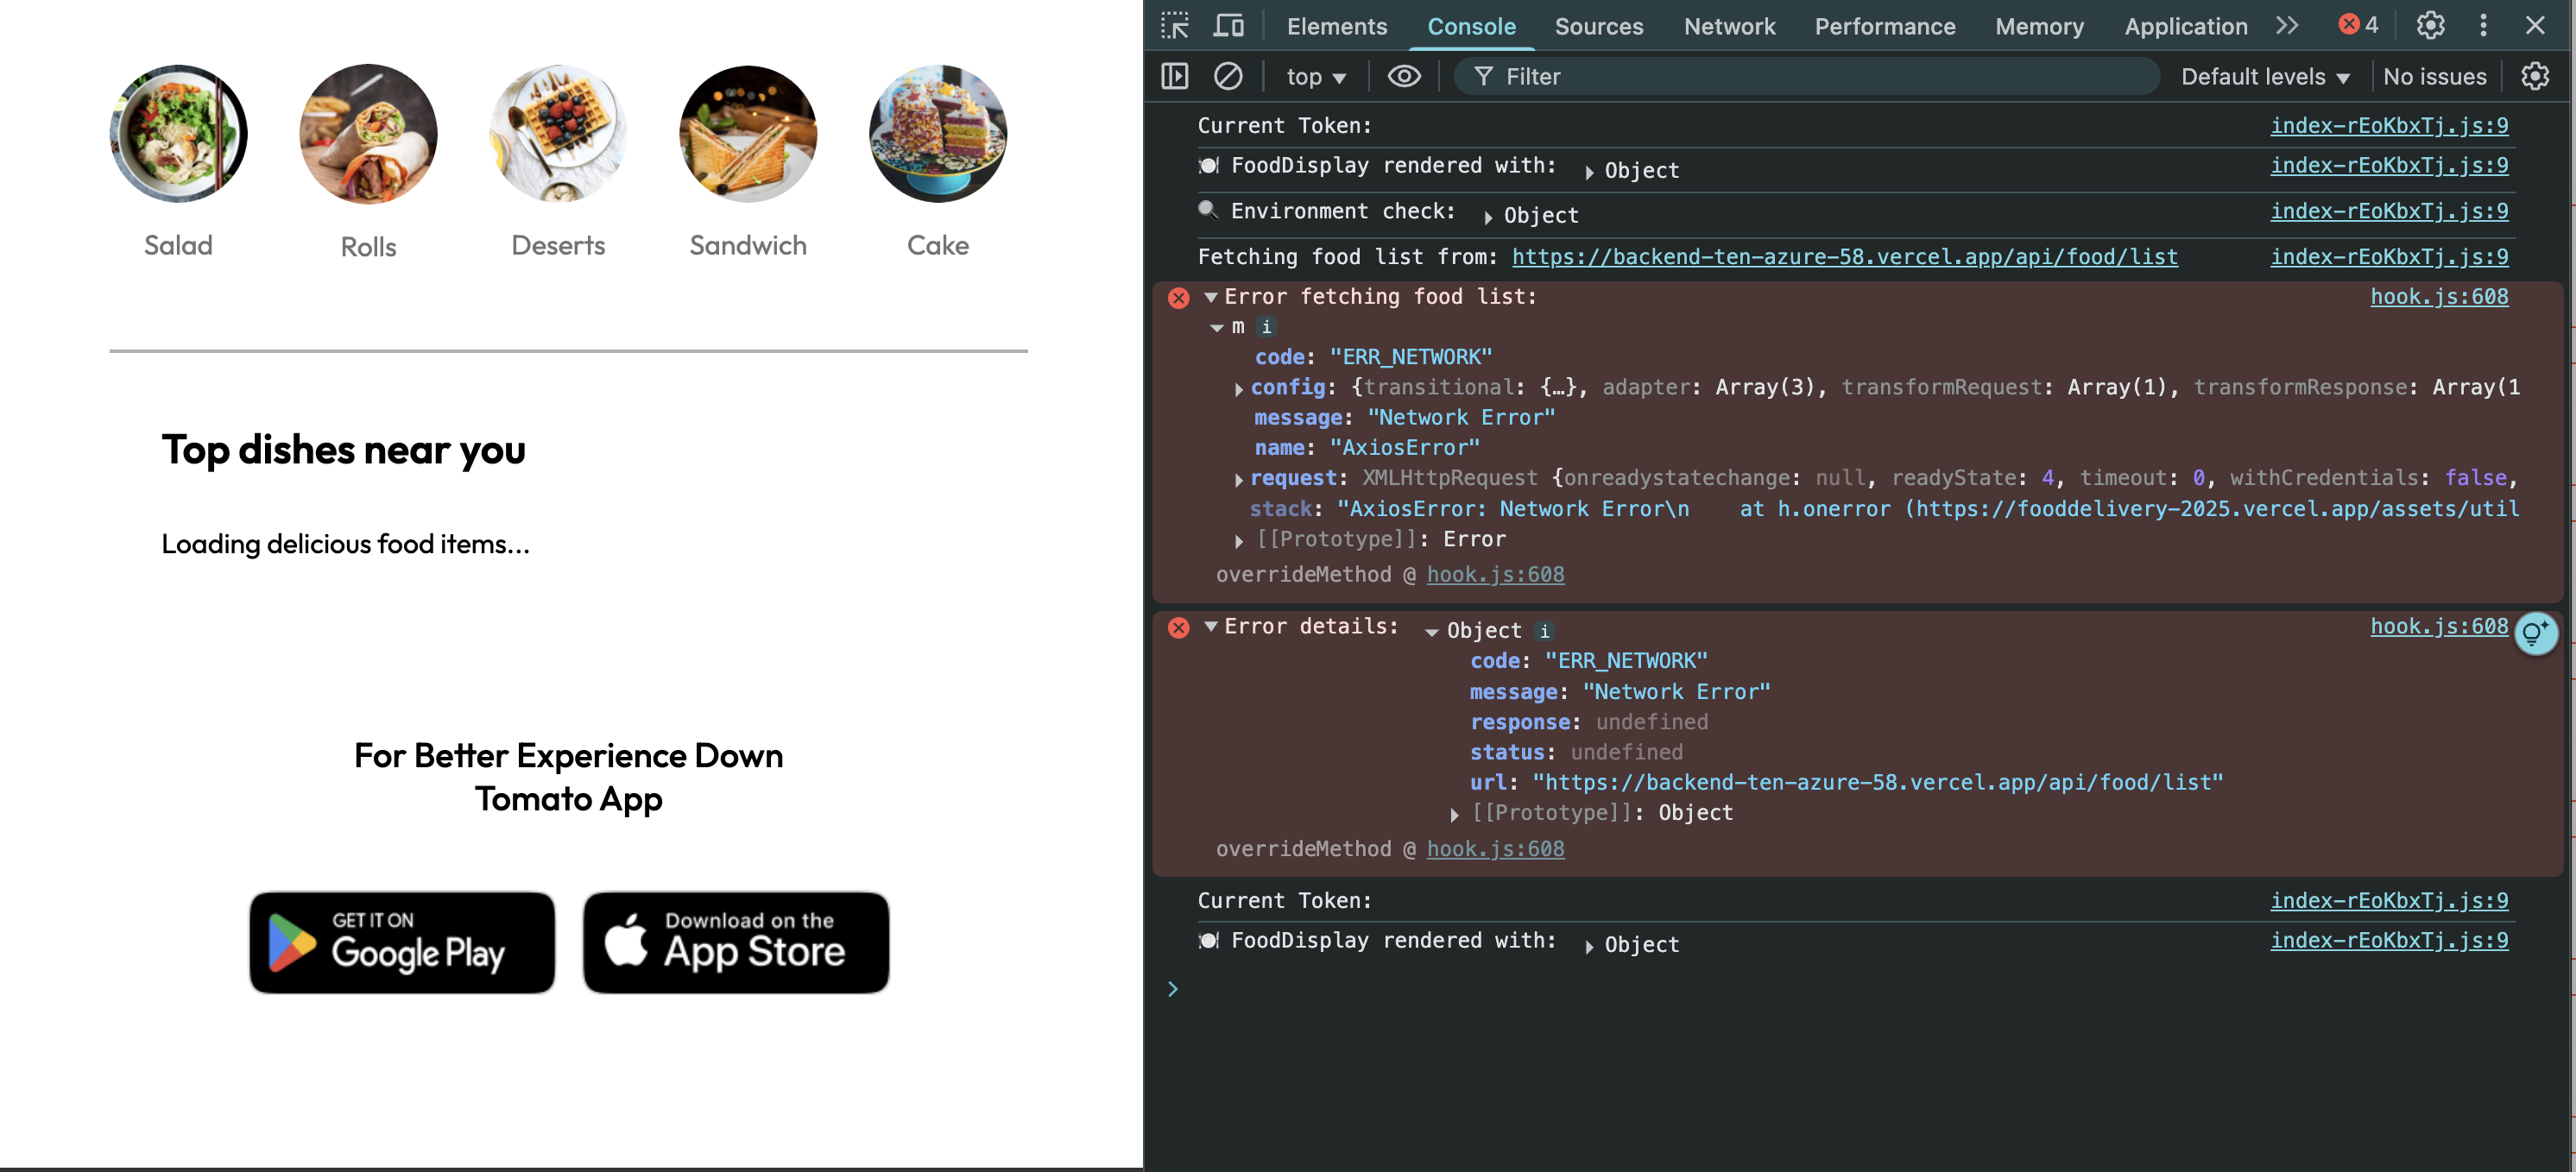 Salad
Rolls
Deserts
Sandwich
Cake
Top dishes near you
Loading delicious food items...
For Better Experience Down
Tomato App
GET IT ON
Google Play
Download on the
App Store
Elements Console Sources Network Performance Memory Application 4
top Filter Default levels No issues
Current Token: index-rEoKbxTj.js:9
🍽 FoodDisplay rendered with: ▶ Object index-rEoKbxTj.js:9
🔍 Environment check: ▶ Object index-rEoKbxTj.js:9
Fetching food list from: https://backend-ten-azure-58.vercel.app/api/food/list index-rEoKbxTj.js:9
▼ Error fetching food list: hook.js:608
▼ m i
code: "ERR_NETWORK"
▶ config: {transitional: {…}, adapter: Array(3), transformRequest: Array(1), transformResponse: Array(1
message: "Network Error"
name: "AxiosError"
▶ request: XMLHttpRequest {onreadystatechange: null, readyState: 4, timeout: 0, withCredentials: false,
stack: "AxiosError: Network Error\n    at h.onerror (https://fooddelivery-2025.vercel.app/assets/util
▶ [[Prototype]]: Error
overrideMethod @ hook.js:608
▼ Error details: ▼ Object i hook.js:608
code: "ERR_NETWORK"
message: "Network Error"
response: undefined
status: undefined
url: "https://backend-ten-azure-58.vercel.app/api/food/list"
▶ [[Prototype]]: Object
overrideMethod @ hook.js:608
Current Token: index-rEoKbxTj.js:9
🍽 FoodDisplay rendered with: ▶ Object index-rEoKbxTj.js:9